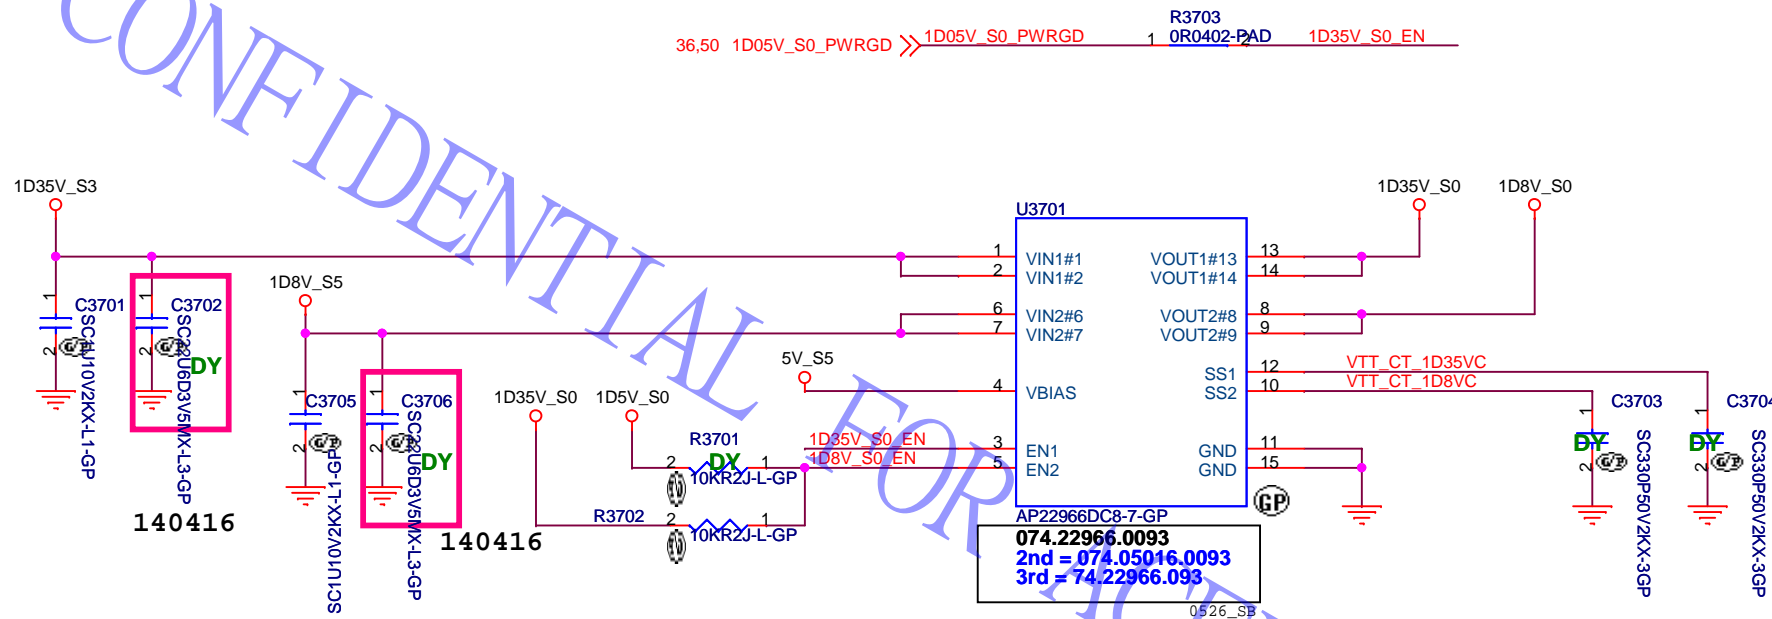 R3703
0R0402-PAD
36,50 1D05V_S0_PWRGD
1D05V_S0_PWRGD
1
2
1D35V_S0_EN
CONFIDENTIAL FOR
1D35V_S3
1D35V_S0
1D8V_S0
U3701
1
VIN1#1
2
VIN1#2
6
VIN2#6
7
VIN2#7
4
VBIAS
3
EN1
5
EN2
VOUT1#13
13
VOUT1#14
14
VOUT2#8
8
VOUT2#9
9
SS1
12
SS2
10
GND
11
GND
15
1
C3701
2
SC1U10V2KX-L1-GP
1
C3702
2
SC22U6D3V5MX-L3-GP
DY
140416
1D8V_S5
1
C3705
2
SC1U10V2KX-L1-GP
1
C3706
2
SC22U6D3V5MX-L3-GP
DY
140416
5V_S5
1D35V_S0
1D5V_S0
R3701
2
DY
1
10KR2J-L-GP
1D35V_S0_EN
1D8V_S0_EN
R3702
2
1
10KR2J-L-GP
VTT_CT_1D35VC
VTT_CT_1D8VC
1
C3703
DY
2
SC330P50V2KX-3GP
1
C3704
DY
2
SC330P50V2KX-3GP
GP
AP22966DC8-7-GP
074.22966.0093
2nd = 074.05016.0093
3rd = 74.22966.093
0526_SB